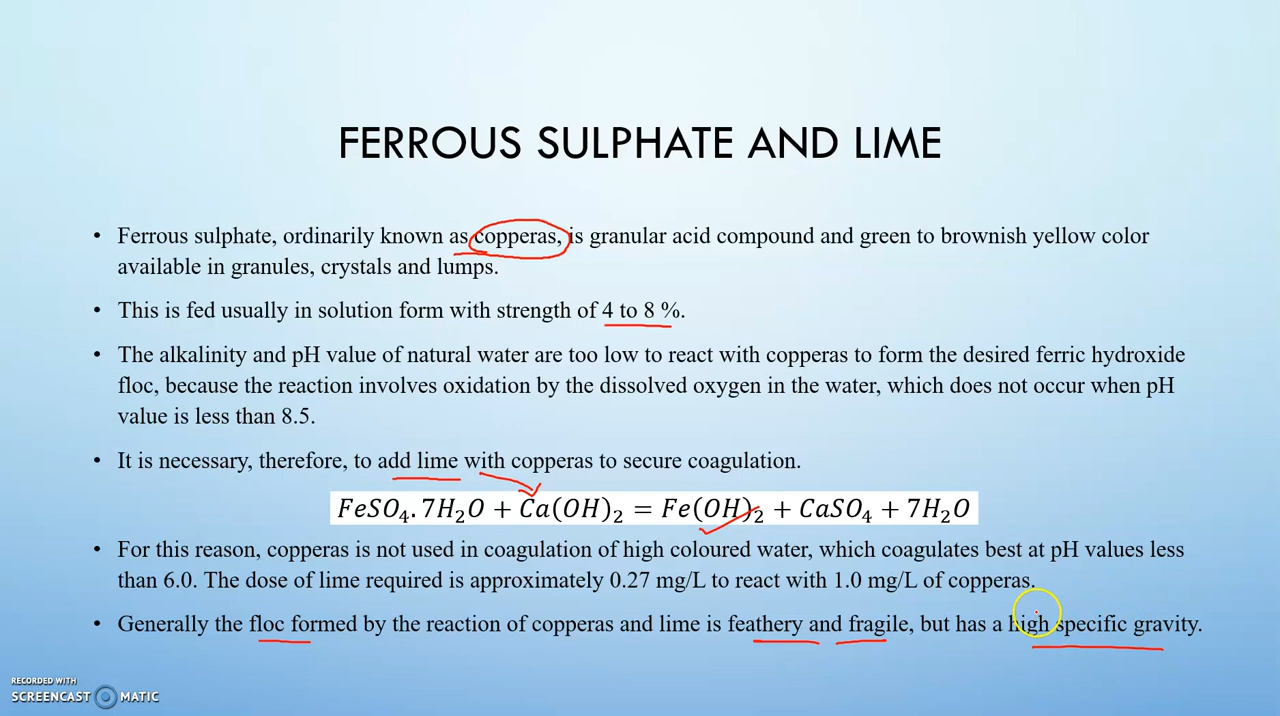 FERROUS SULPHATE AND LIME
• Ferrous sulphate, ordinarily known as copperas, is granular acid compound and green to brownish yellow color
available in granules, crystals and lumps.
• This is fed usually in solution form with strength of 4 to 8 %.
• The alkalinity and pH value of natural water are too low to react with copperas to form the desired ferric hydroxide
floc, because the reaction involves oxidation by the dissolved oxygen in the water, which does not occur when pH
value is less than 8.5.
• It is necessary, therefore, to add lime with copperas to secure coagulation.
FeSO₄.7H₂O + Ca(OH)₂ = Fe(OH)₂ + CaSO₄ + 7H₂O
• For this reason, copperas is not used in coagulation of high coloured water, which coagulates best at pH values less
than 6.0. The dose of lime required is approximately 0.27 mg/L to react with 1.0 mg/L of copperas.
• Generally the floc formed by the reaction of copperas and lime is feathery and fragile, but has a high specific gravity.
RECORDED WITH
SCREENCAST MATIC